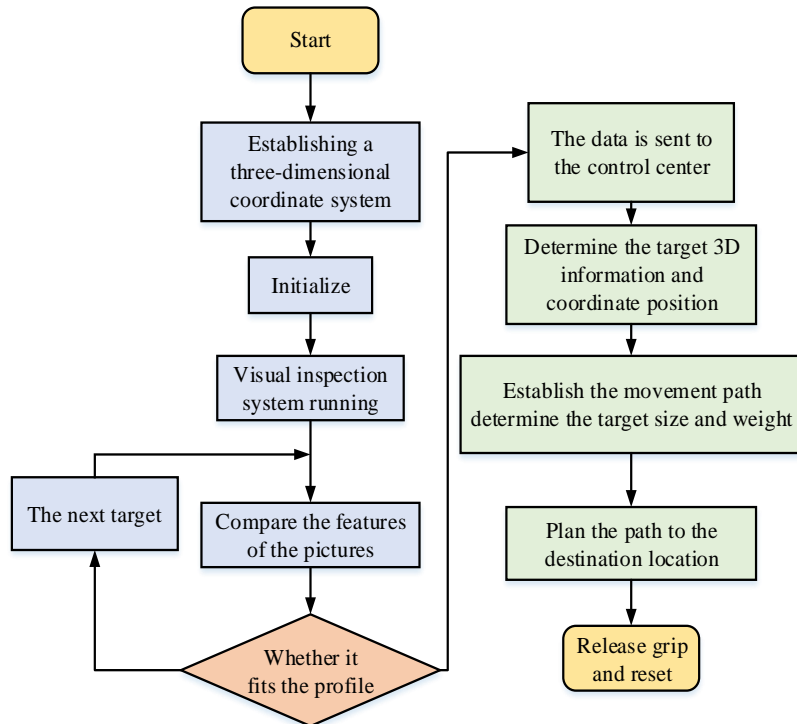 Start
Establishing a
three-dimensional
coordinate system
Initialize
Visual inspection
system running
The next target
Compare the features
of the pictures
Whether it
fits the profile
The data is sent to
the control center
Determine the target 3D
information and
coordinate position
Establish the movement path
determine the target size and weight
Plan the path to the
destination location
Release grip
and reset